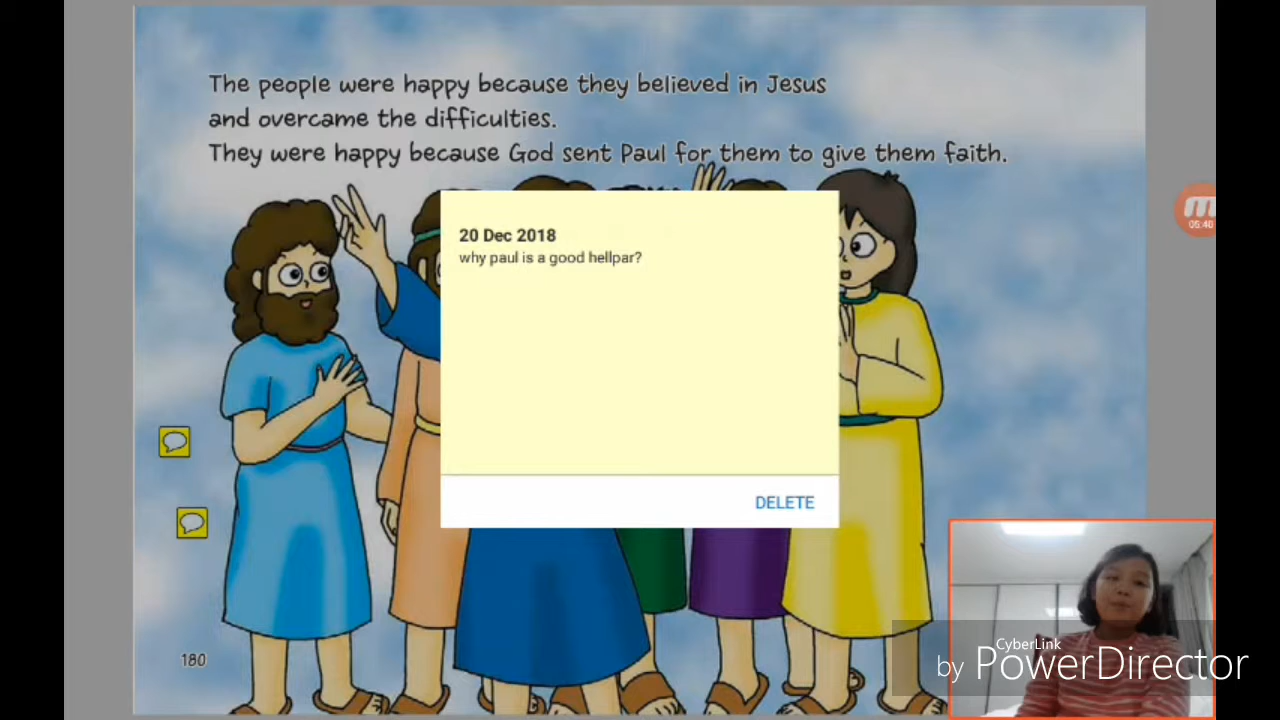 The people were happy because they believed in Jesus
and overcame the difficulties.
They were happy because God sent Paul for them to give them faith.
20 Dec 2018
why paul is a good hellpar?
DELETE
05:40
180
CyberLink
by PowerDirector